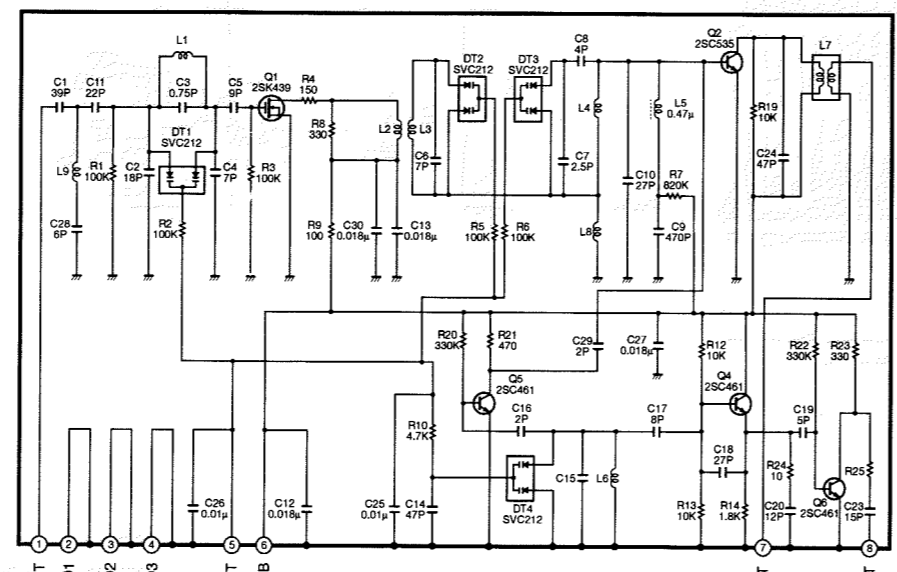 L1
C1
39P
C11
22P
C3
0.75P
C5
9P
Q1
2SK439
R4
150
DT1
SVC212
R8
330
L2
L3
C6
7P
DT2
SVC212
DT3
SVC212
C8
4P
L4
L5
0.47μ
C7
2.5P
Q2
2SC535
L7
R19
10K
C24
47P
L9
R1
100K
C2
18P
C4
7P
R3
100K
C28
6P
R2
100K
R9
100
C30
0.018μ
C13
0.018μ
R5
100K
R6
100K
L8
C10
27P
R7
820K
C9
470P
R20
330K
R21
470
C29
2P
C27
0.018μ
R12
10K
R22
330K
R23
330
Q5
2SC461
Q4
2SC461
C16
2P
C17
8P
C19
5P
R10
4.7K
C18
27P
R24
10
R25
DT4
SVC212
C15
L6
C26
0.01μ
C12
0.018μ
C25
0.01μ
C14
47P
R13
10K
R14
1.8K
C20
12P
Q6
2SC461
C23
15P
1
2
3
4
5
6
7
8
T
T
B
T
T